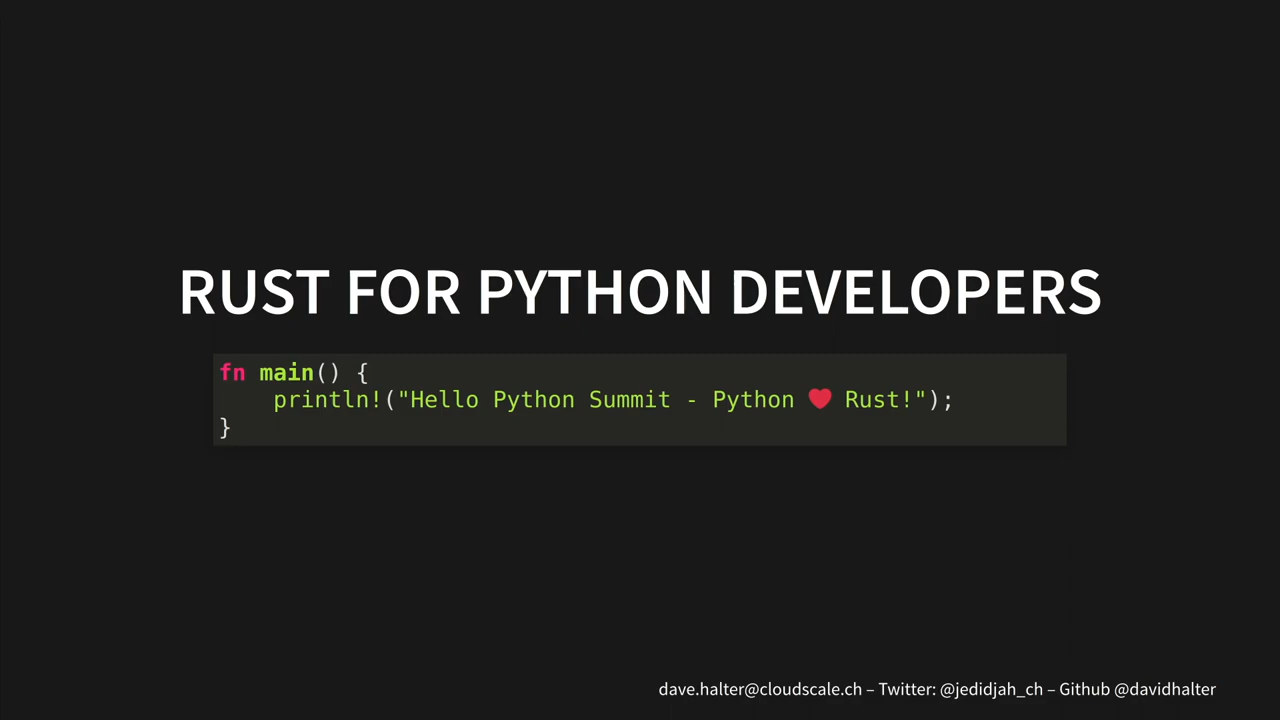 RUST FOR PYTHON DEVELOPERS
fn main() {
    println!("Hello Python Summit - Python ❤️ Rust!");
}
dave.halter@cloudscale.ch – Twitter: @jedidjah_ch – Github @davidhalter